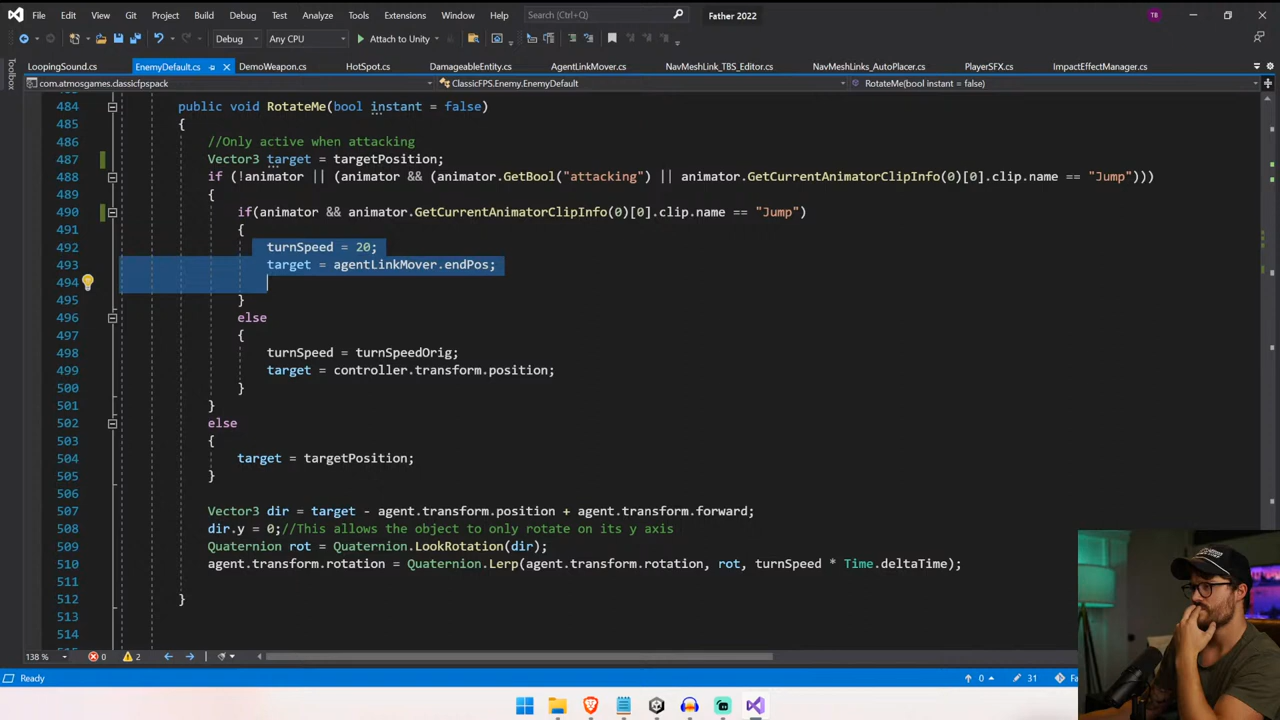 File Edit View Git Project Build Debug Test Analyze Tools Extensions Window Help Search (Ctrl+Q) Father 2022 TB
Debug Any CPU Attach to Unity
Toolbox
LoopingSound.cs EnemyDefault.cs DemoWeapon.cs HotSpot.cs DamageableEntity.cs AgentLinkMover.cs NavMeshLink_TBS_Editor.cs NavMeshLinks_AutoPlacer.cs PlayerSFX.cs ImpactEffectManager.cs
com.atmosgames.classicfpspack ClassicFPS.Enemy.EnemyDefault RotateMe(bool instant = false)
484 public void RotateMe(bool instant = false)
485 {
486 //Only active when attacking
487 Vector3 target = targetPosition;
488 if (!animator || (animator && (animator.GetBool("attacking") || animator.GetCurrentAnimatorClipInfo(0)[0].clip.name == "Jump")))
489 {
490 if(animator && animator.GetCurrentAnimatorClipInfo(0)[0].clip.name == "Jump")
491 {
492 turnSpeed = 20;
493 target = agentLinkMover.endPos;
494
495 }
496 else
497 {
498 turnSpeed = turnSpeedOrig;
499 target = controller.transform.position;
500 }
501 }
502 else
503 {
504 target = targetPosition;
505 }
506
507 Vector3 dir = target - agent.transform.position + agent.transform.forward;
508 dir.y = 0;//This allows the object to only rotate on its y axis
509 Quaternion rot = Quaternion.LookRotation(dir);
510 agent.transform.rotation = Quaternion.Lerp(agent.transform.rotation, rot, turnSpeed * Time.deltaTime);
511
512 }
513
514
138 % 0 2
Ready 0 31